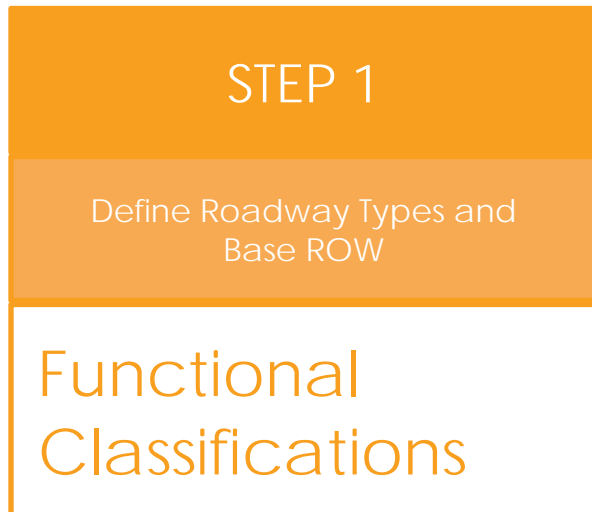 STEP 1
Define Roadway Types and
Base ROW
Functional
Classifications